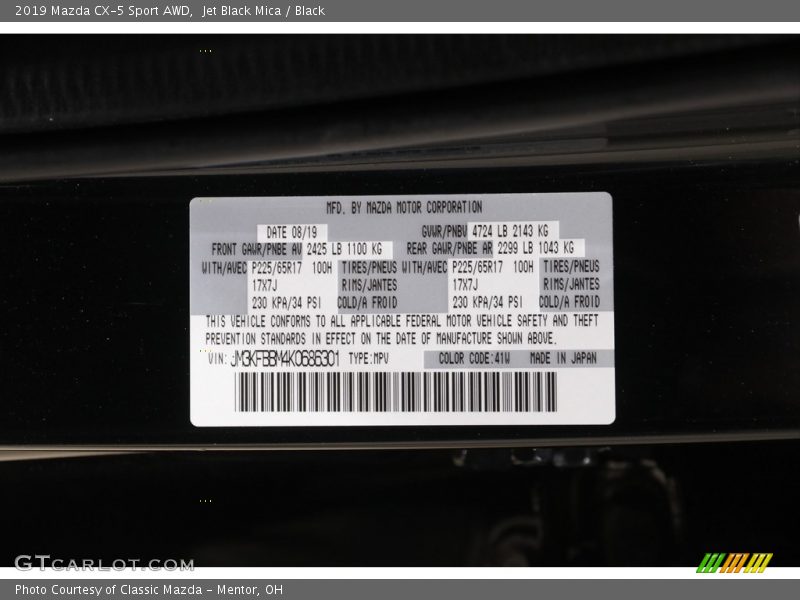 2019 Mazda CX-5 Sport AWD,  Jet Black Mica / Black
MFD. BY MAZDA MOTOR CORPORATION
DATE 08/19 GVWR/PNBV 4724 LB 2143 KG
FRONT GAWR/PNBE AV 2425 LB 1100 KG REAR GAWR/PNBE AR 2299 LB 1043 KG
WITH/AVEC P225/65R17 100H TIRES/PNEUS WITH/AVEC P225/65R17 100H TIRES/PNEUS
17X7J RIMS/JANTES 17X7J RIMS/JANTES
230 KPA/34 PSI COLD/A FROID 230 KPA/34 PSI COLD/A FROID
THIS VEHICLE CONFORMS TO ALL APPLICABLE FEDERAL MOTOR VEHICLE SAFETY AND THEFT
PREVENTION STANDARDS IN EFFECT ON THE DATE OF MANUFACTURE SHOWN ABOVE.
VIN: JM3KFBBM4K0686301 TYPE:MPV COLOR CODE:41W MADE IN JAPAN
GTCARLOT.COM
Photo Courtesy of Classic Mazda - Mentor, OH